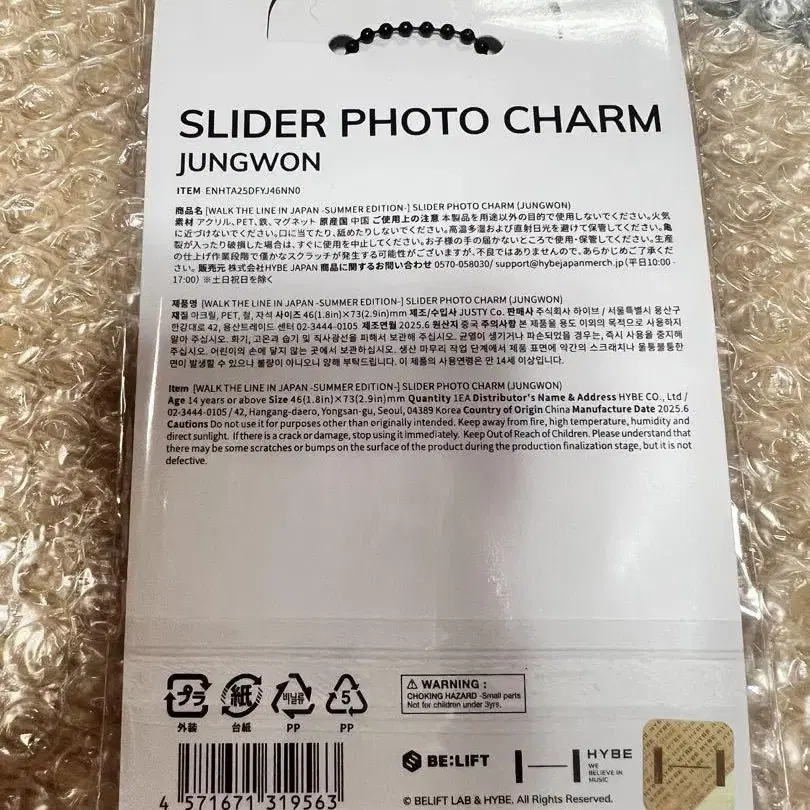 SLIDER PHOTO CHARM
JUNGWON
ITEM ENHTA25DFYJ46NN0
商品名 [WALK THE LINE IN JAPAN -SUMMER EDITION-] SLIDER PHOTO CHARM (JUNGWON)
素材 アクリル、PET、鉄、マグネット 原産国 中国 ご使用上の注意 本製品を用途以外の目的で使用しないでください。火気
に近づけないでください。口に当てたり、舐めたりしないでください。高温多湿および直射日光を避けて保管してください。亀
裂が入ったり破損した場合は、すぐに使用を中止してください。お子様の手の届かないところで使用・保管してください。生産
の仕上げ作業段階で僅かなスクラッチが発生する可能性がございますが、不良ではありませんので、あらかじめご了承くださ
い。 販売元 株式会社HYBE JAPAN 商品に関するお問い合わせ 0570-058030/ support@hybejapanmerch.jp (平日10:00 -
17:00) ※土日祝日を除く
제품명 [WALK THE LINE IN JAPAN -SUMMER EDITION-] SLIDER PHOTO CHARM (JUNGWON)
재질 아크릴, PET, 철, 자석 사이즈 46(1.8in)×73(2.9in)mm 제조/수입사 JUSTY Co. 판매사 주식회사 하이브 / 서울특별시 용산구
한강대로 42, 용산트레이드 센터 02-3444-0105 제조연월 2025.6 원산지 중국 주의사항 본 제품을 용도 이외의 목적으로 사용하지
말아 주십시오. 화기, 고온과 습기 및 직사광선을 피해서 보관해 주십시오. 균열이 생기거나 파손되었을 경우는, 즉시 사용을 중지해
주십시오. 어린이의 손에 닿지 않는 곳에서 보관하십시오. 생산 마무리 작업 단계에서 제품 표면에 약간의 스크래치나 울퉁불퉁한
면이 발생할 수 있으나 불량이 아니오니 양해 부탁드립니다. 이 제품의 사용연령은 만 14세 이상입니다.
Item [WALK THE LINE IN JAPAN -SUMMER EDITION-] SLIDER PHOTO CHARM (JUNGWON)
Age 14 years or above Size 46(1.8in)×73(2.9in)mm Quantity 1EA Distributor's Name & Address HYBE CO., Ltd /
02-3444-0105 / 42, Hangang-daero, Yongsan-gu, Seoul, 04389 Korea Country of Origin China Manufacture Date 2025.6
Cautions Do not use it for purposes other than originally intended. Keep away from fire, high temperature, humidity and
direct sunlight. If there is a crack or damage, stop using it immediately. Keep Out of Reach of Children. Please understand that
there may be some scratches or bumps on the surface of the product during the production finalization stage, but it is not
defective.
プラ 紙 비닐류 5
外装 台紙 PP PP
WARNING :
CHOKING HAZARD -Small parts
Not for children under 3yrs.
BE:LIFT HYBE
WE
BELIEVE IN
MUSIC
4 571671 319563
© BELIFT LAB & HYBE. All Rights Reserved.